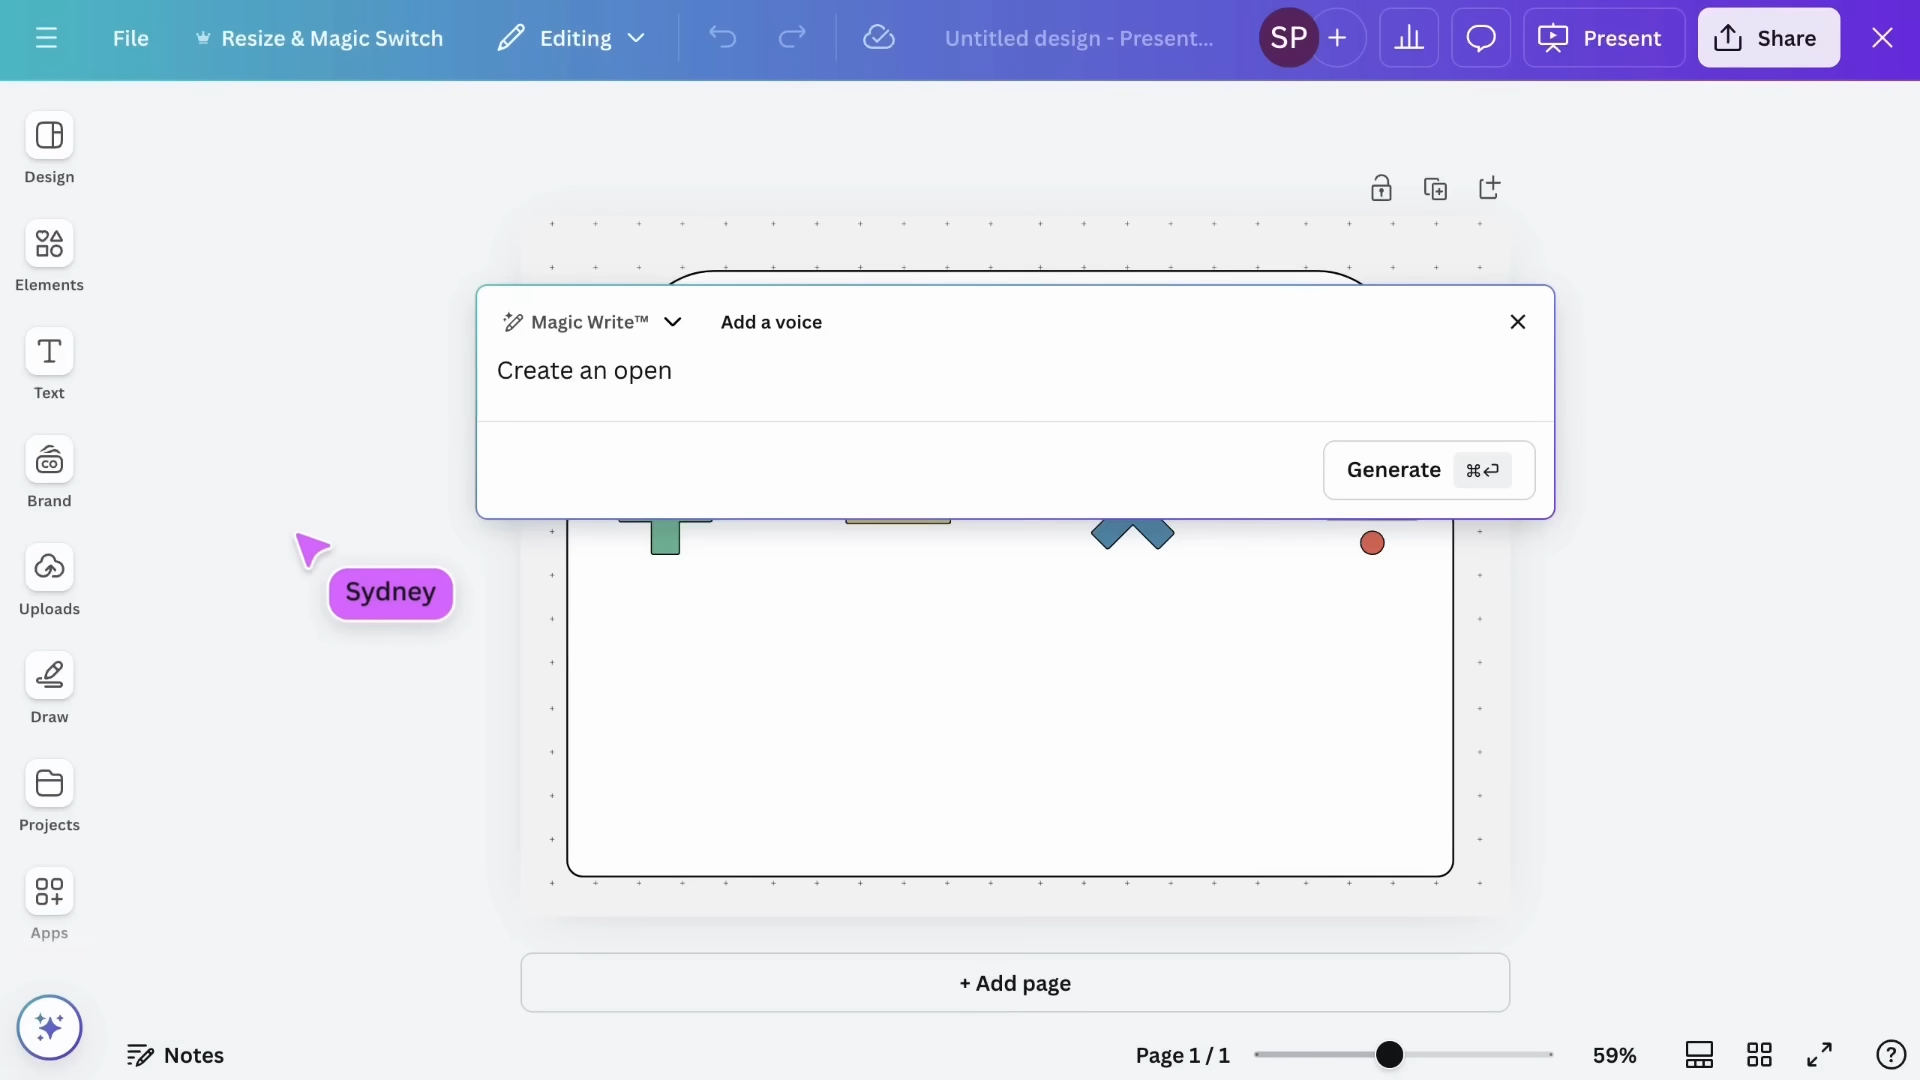 File
Resize & Magic Switch
Editing
Untitled design - Present...
SP
Present
Share
Design
Elements
Text
CO
Brand
Uploads
Draw
Projects
Apps
Magic Write™
Add a voice
Create an open
Generate ⌘⏎
Sydney
+ Add page
Notes
Page 1 / 1
59%
?